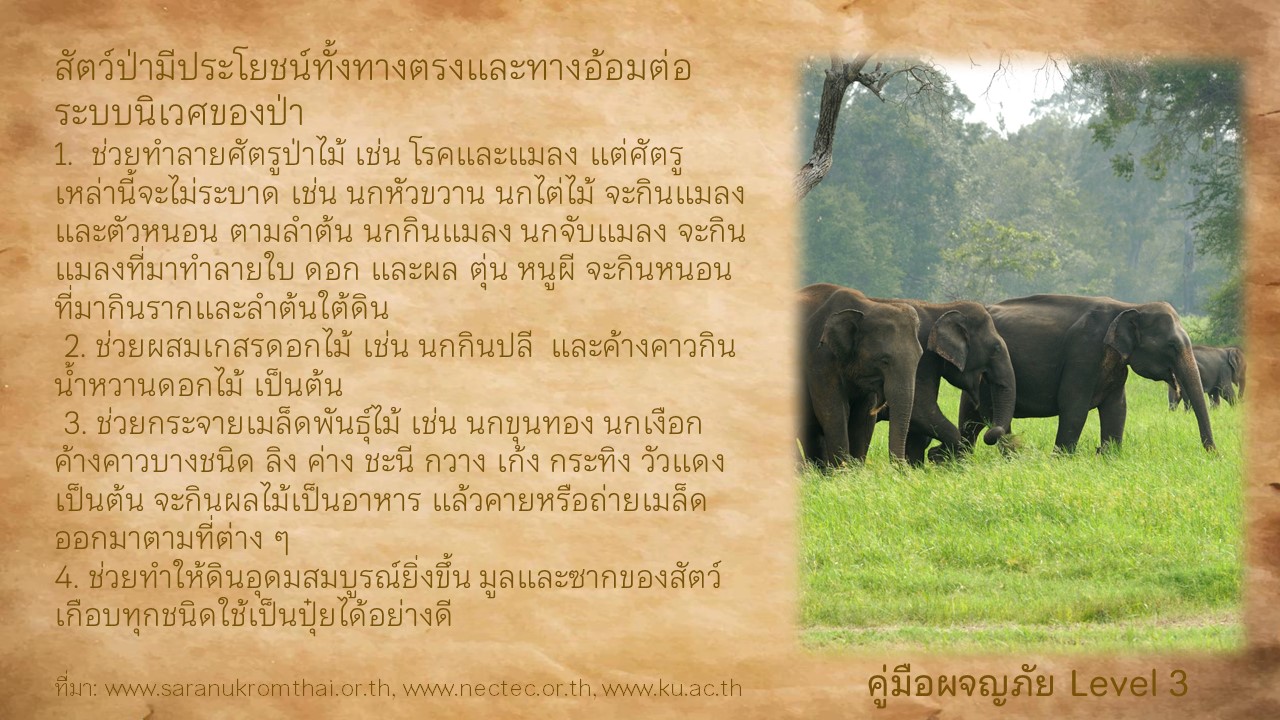 สัตว์ป่ามีประโยชน์ทั้งทางตรงและทางอ้อมต่อ
ระบบนิเวศของป่า
1.  ช่วยทำลายศัตรูป่าไม้ เช่น โรคและแมลง แต่ศัตรู
เหล่านี้จะไม่ระบาด เช่น นกหัวขวาน นกไต่ไม้ จะกินแมลง
และตัวหนอน ตามลำต้น นกกินแมลง นกจับแมลง จะกิน
แมลงที่มาทำลายใบ ดอก และผล ตุ่น หนูผี จะกินหนอน
ที่มากินรากและลำต้นใต้ดิน
2. ช่วยผสมเกสรดอกไม้ เช่น นกกินปลี  และค้างคาวกิน
น้ำหวานดอกไม้ เป็นต้น
3. ช่วยกระจายเมล็ดพันธุ์ไม้ เช่น นกขุนทอง นกเงือก
ค้างคาวบางชนิด ลิง ค่าง ชะนี กวาง เก้ง กระทิง วัวแดง
เป็นต้น จะกินผลไม้เป็นอาหาร แล้วคายหรือถ่ายเมล็ด
ออกมาตามที่ต่าง ๆ
4. ช่วยทำให้ดินอุดมสมบูรณ์ยิ่งขึ้น มูลและซากของสัตว์
เกือบทุกชนิดใช้เป็นปุ๋ยได้อย่างดี
ที่มา: www.saranukromthai.or.th, www.nectec.or.th, www.ku.ac.th
คู่มือผจญภัย Level 3